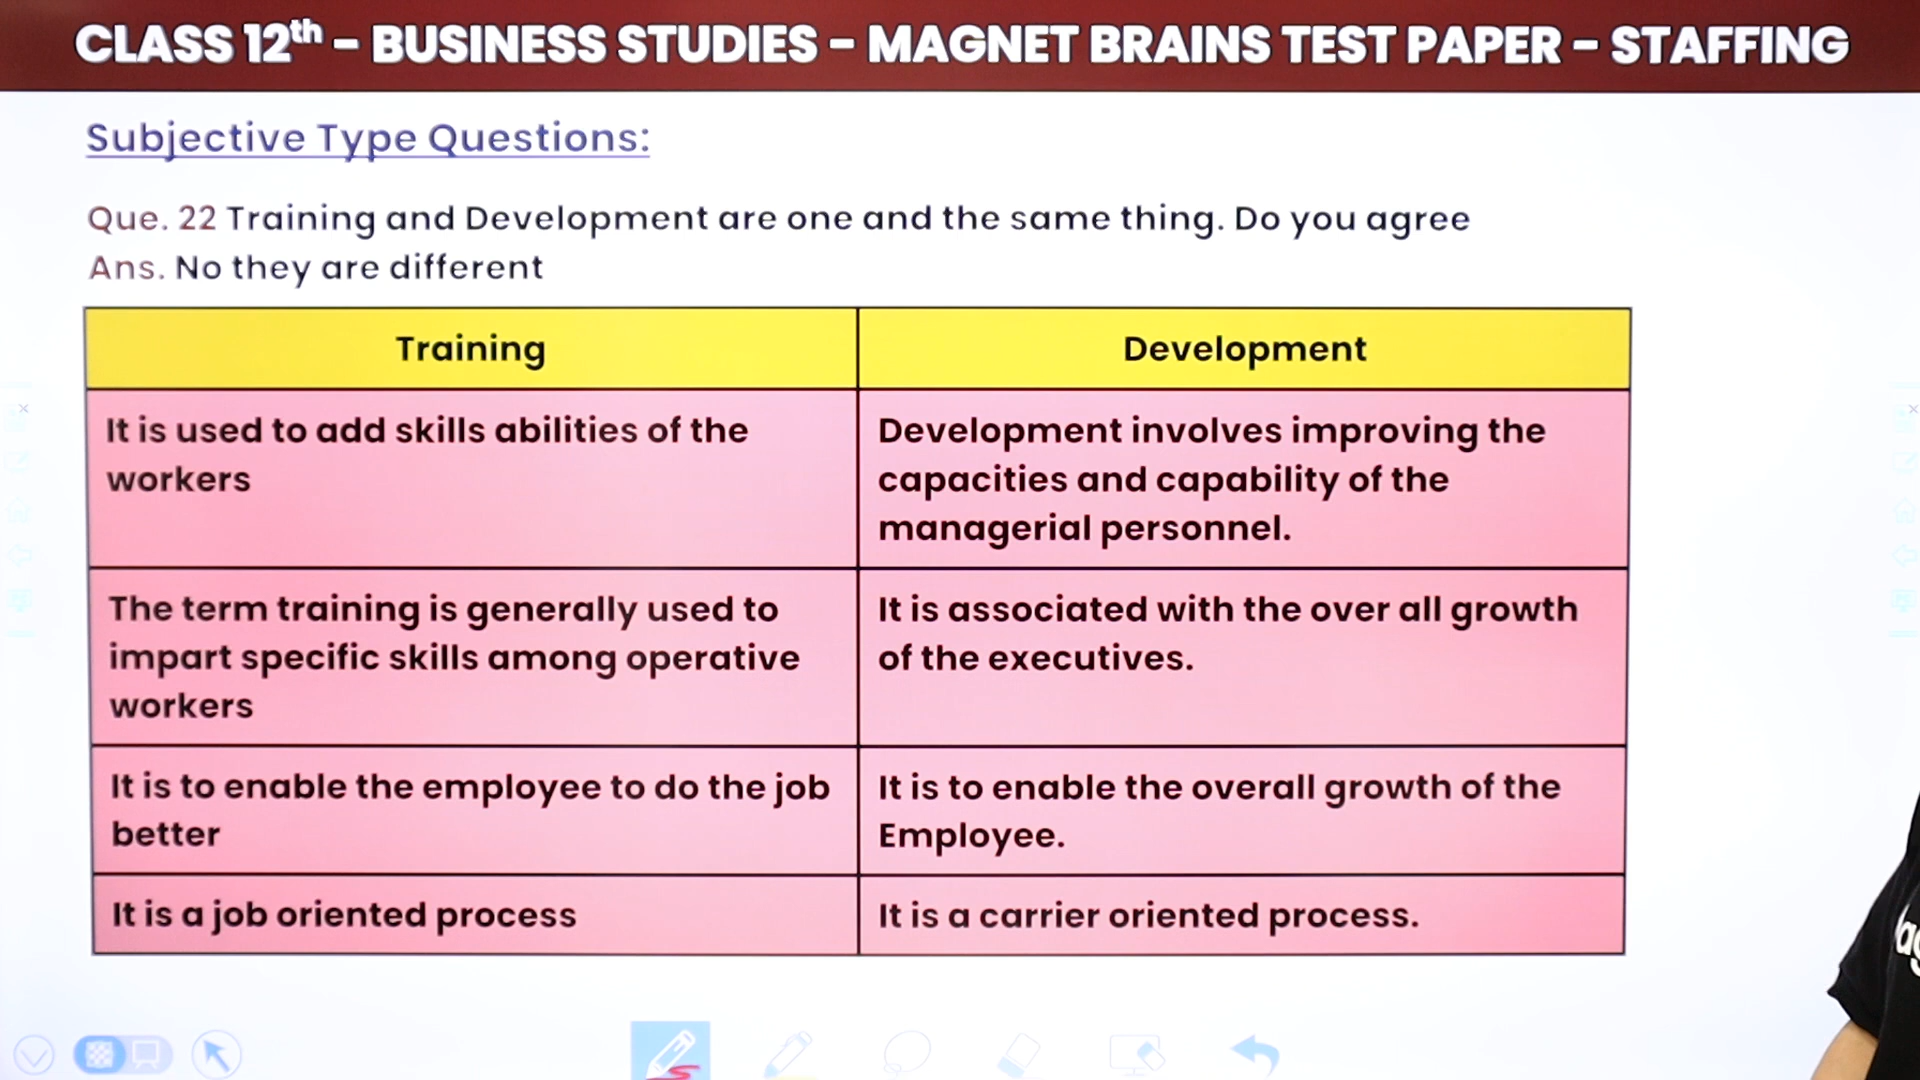 CLASS 12th - BUSINESS STUDIES - MAGNET BRAINS TEST PAPER - STAFFING
Subjective Type Questions:
Que. 22 Training and Development are one and the same thing. Do you agree
Ans. No they are different
Training
Development
It is used to add skills abilities of the
workers
Development involves improving the
capacities and capability of the
managerial personnel.
The term training is generally used to
impart specific skills among operative
workers
It is associated with the over all growth
of the executives.
It is to enable the employee to do the job
better
It is to enable the overall growth of the
Employee.
It is a job oriented process
It is a carrier oriented process.